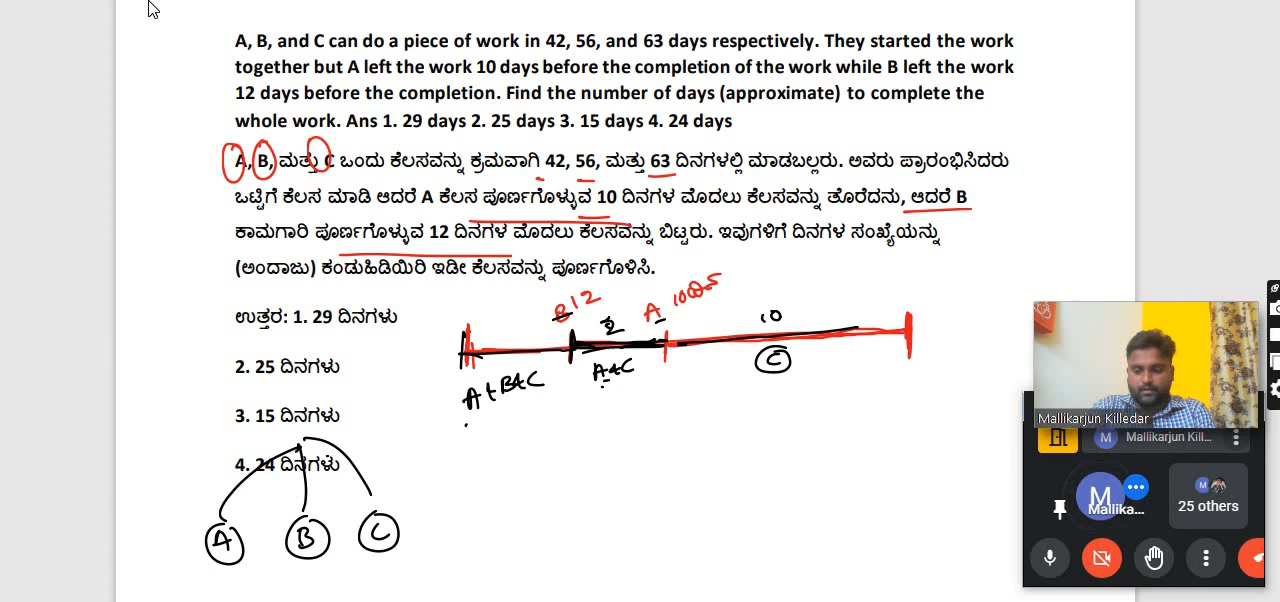 A, B, and C can do a piece of work in 42, 56, and 63 days respectively. They started the work
together but A left the work 10 days before the completion of the work while B left the work
12 days before the completion. Find the number of days (approximate) to complete the
whole work. Ans 1. 29 days 2. 25 days 3. 15 days 4. 24 days
A, B, ಮತ್ತು C ಒಂದು ಕೆಲಸವನ್ನು ಕ್ರಮವಾಗಿ 42, 56, ಮತ್ತು 63 ದಿನಗಳಲ್ಲಿ ಮಾಡಬಲ್ಲರು. ಅವರು ಪ್ರಾರಂಭಿಸಿದರು
ಒಟ್ಟಿಗೆ ಕೆಲಸ ಮಾಡಿ ಆದರೆ A ಕೆಲಸ ಪೂರ್ಣಗೊಳ್ಳುವ 10 ದಿನಗಳ ಮೊದಲು ಕೆಲಸವನ್ನು ತೊರೆದನು, ಆದರೆ B
ಕಾಮಗಾರಿ ಪೂರ್ಣಗೊಳ್ಳುವ 12 ದಿನಗಳ ಮೊದಲು ಕೆಲಸವನ್ನು ಬಿಟ್ಟರು. ಇವುಗಳಿಗೆ ದಿನಗಳ ಸಂಖ್ಯೆಯನ್ನು
(ಅಂದಾಜು) ಕಂಡುಹಿಡಿಯಿರಿ ಇಡೀ ಕೆಲಸವನ್ನು ಪೂರ್ಣಗೊಳಿಸಿ.
B 12
A 10
ಉತ್ತರ: 1. 29 ದಿನಗಳು
2
10
A+B+C
A+C
C
2. 25 ದಿನಗಳು
3. 15 ದಿನಗಳು
4. 24 ದಿನಗಳು
A
B
C
Mallikarjun Killedar
M
Mallikarjun Kill...
M
Mallika...
M
25 others